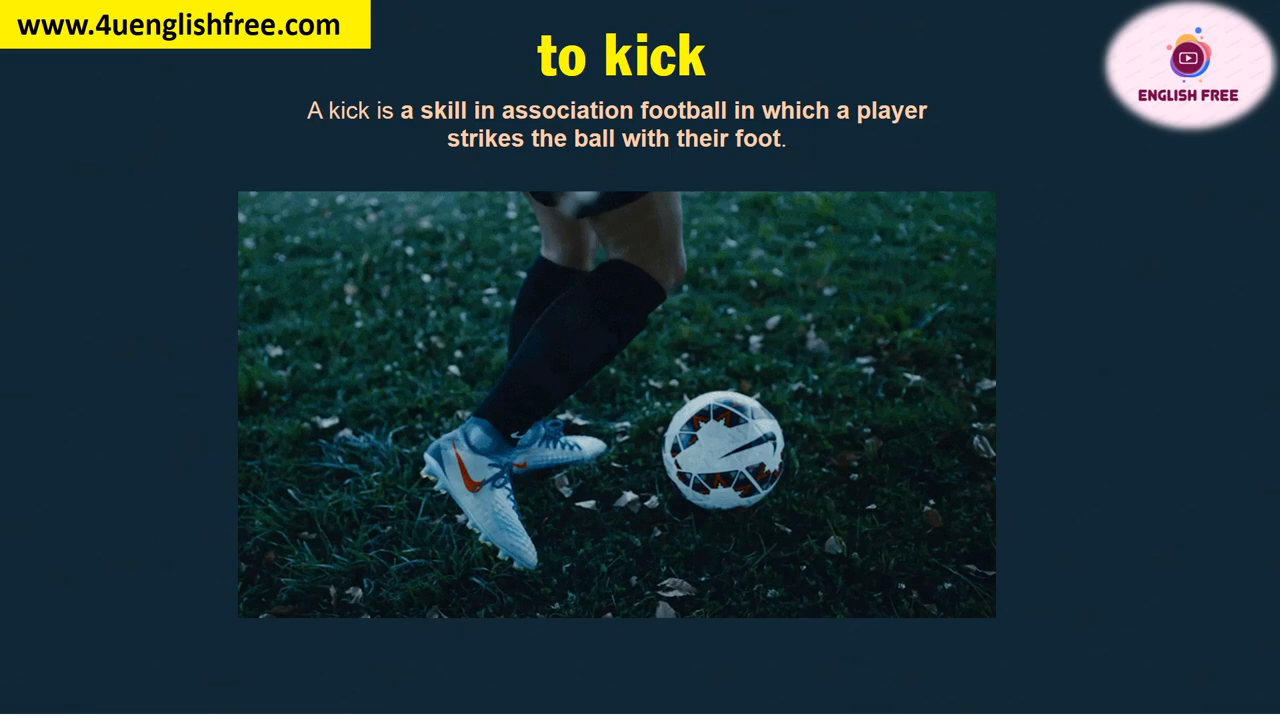 www.4uenglishfree.com
to kick
A kick is a skill in association football in which a player
strikes the ball with their foot.
ENGLISH FREE